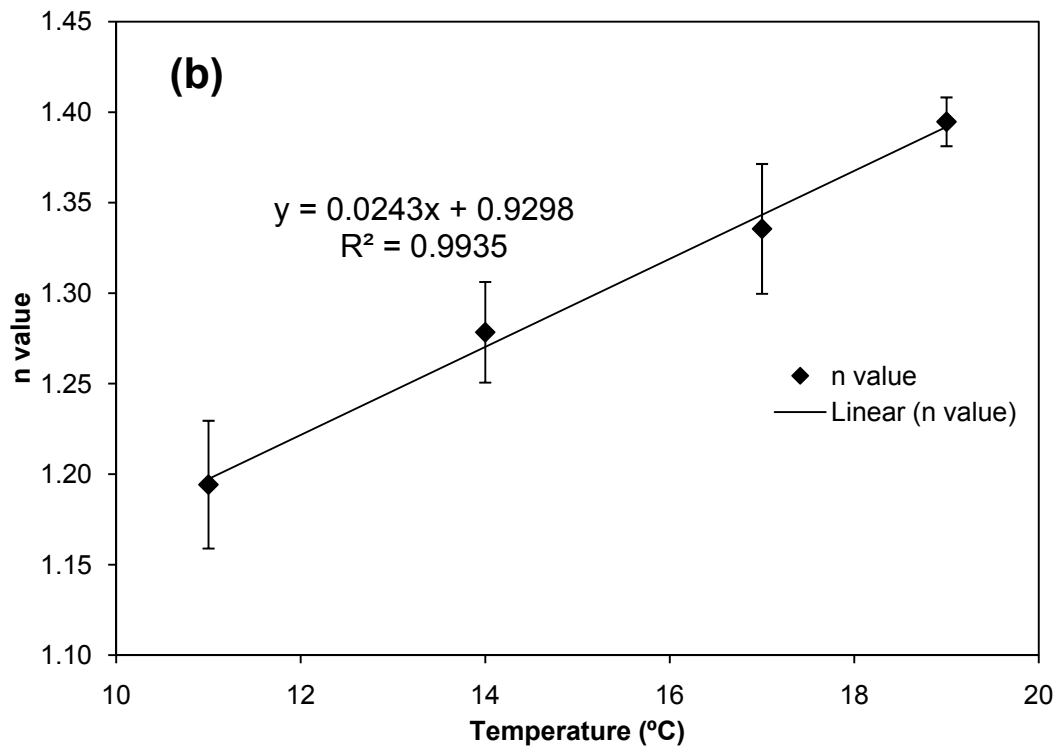 1.45
(b)
1.40
1.35
y = 0.0243x + 0.9298
R² = 0.9935
1.30
n value
n value
1.25
Linear (n value)
1.20
1.15
1.10
10 12 14 16 18 20
Temperature (ºC)